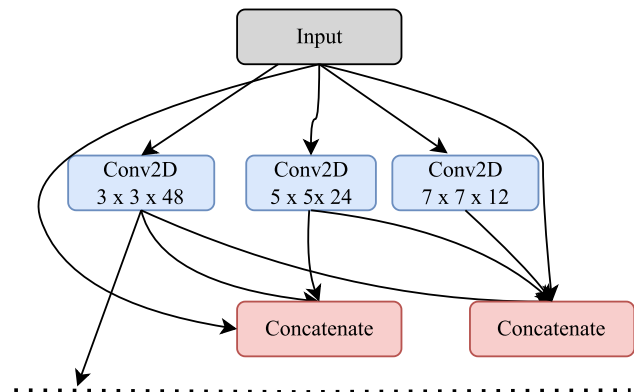 Input
Conv2D
3 x 3 x 48
Conv2D
5 x 5x 24
Conv2D
7 x 7 x 12
Concatenate
Concatenate